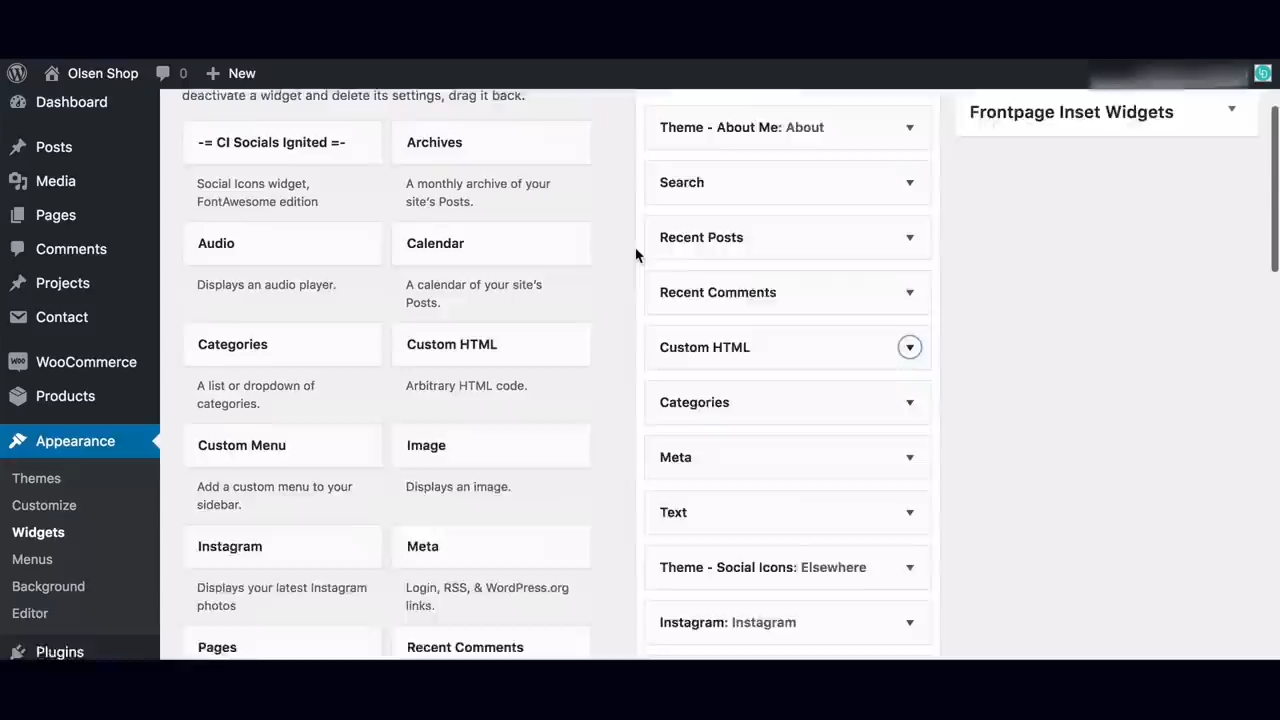 Olsen Shop
0
New
Dashboard
Posts
Media
Pages
Comments
Projects
Contact
WOO
WooCommerce
Products
Appearance
Themes
Customize
Widgets
Menus
Background
Editor
Plugins
deactivate a widget and delete its settings, drag it back.
-= CI Socials Ignited =-
Social Icons widget,
FontAwesome edition
Archives
A monthly archive of your
site's Posts.
Audio
Displays an audio player.
Calendar
A calendar of your site's
Posts.
Categories
A list or dropdown of
categories.
Custom HTML
Arbitrary HTML code.
Custom Menu
Add a custom menu to your
sidebar.
Image
Displays an image.
Instagram
Displays your latest Instagram
photos
Meta
Login, RSS, & WordPress.org
links.
Pages
Recent Comments
Theme - About Me: About
Search
Recent Posts
Recent Comments
Custom HTML
Categories
Meta
Text
Theme - Social Icons: Elsewhere
Instagram: Instagram
Frontpage Inset Widgets